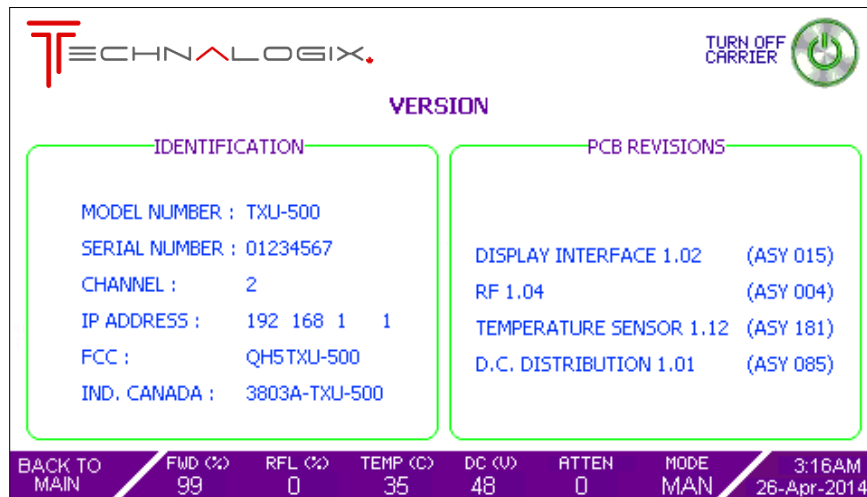 TECHNALOGIX.
TURN OFF
CARRIER
VERSION
IDENTIFICATION
MODEL NUMBER : TXU-500
SERIAL NUMBER : 01234567
CHANNEL : 2
IP ADDRESS : 192 168 1 1
FCC : QH5TXU-500
IND. CANADA : 3803A-TXU-500
PCB REVISIONS
DISPLAY INTERFACE 1.02 (ASY 015)
RF 1.04 (ASY 004)
TEMPERATURE SENSOR 1.12 (ASY 181)
D.C. DISTRIBUTION 1.01 (ASY 085)
BACK TO
MAIN
FWD (%) RFL (%) TEMP (C) DC (V) ATTEN MODE
99 0 35 48 0 MAN
3:16AM
26-Apr-2014